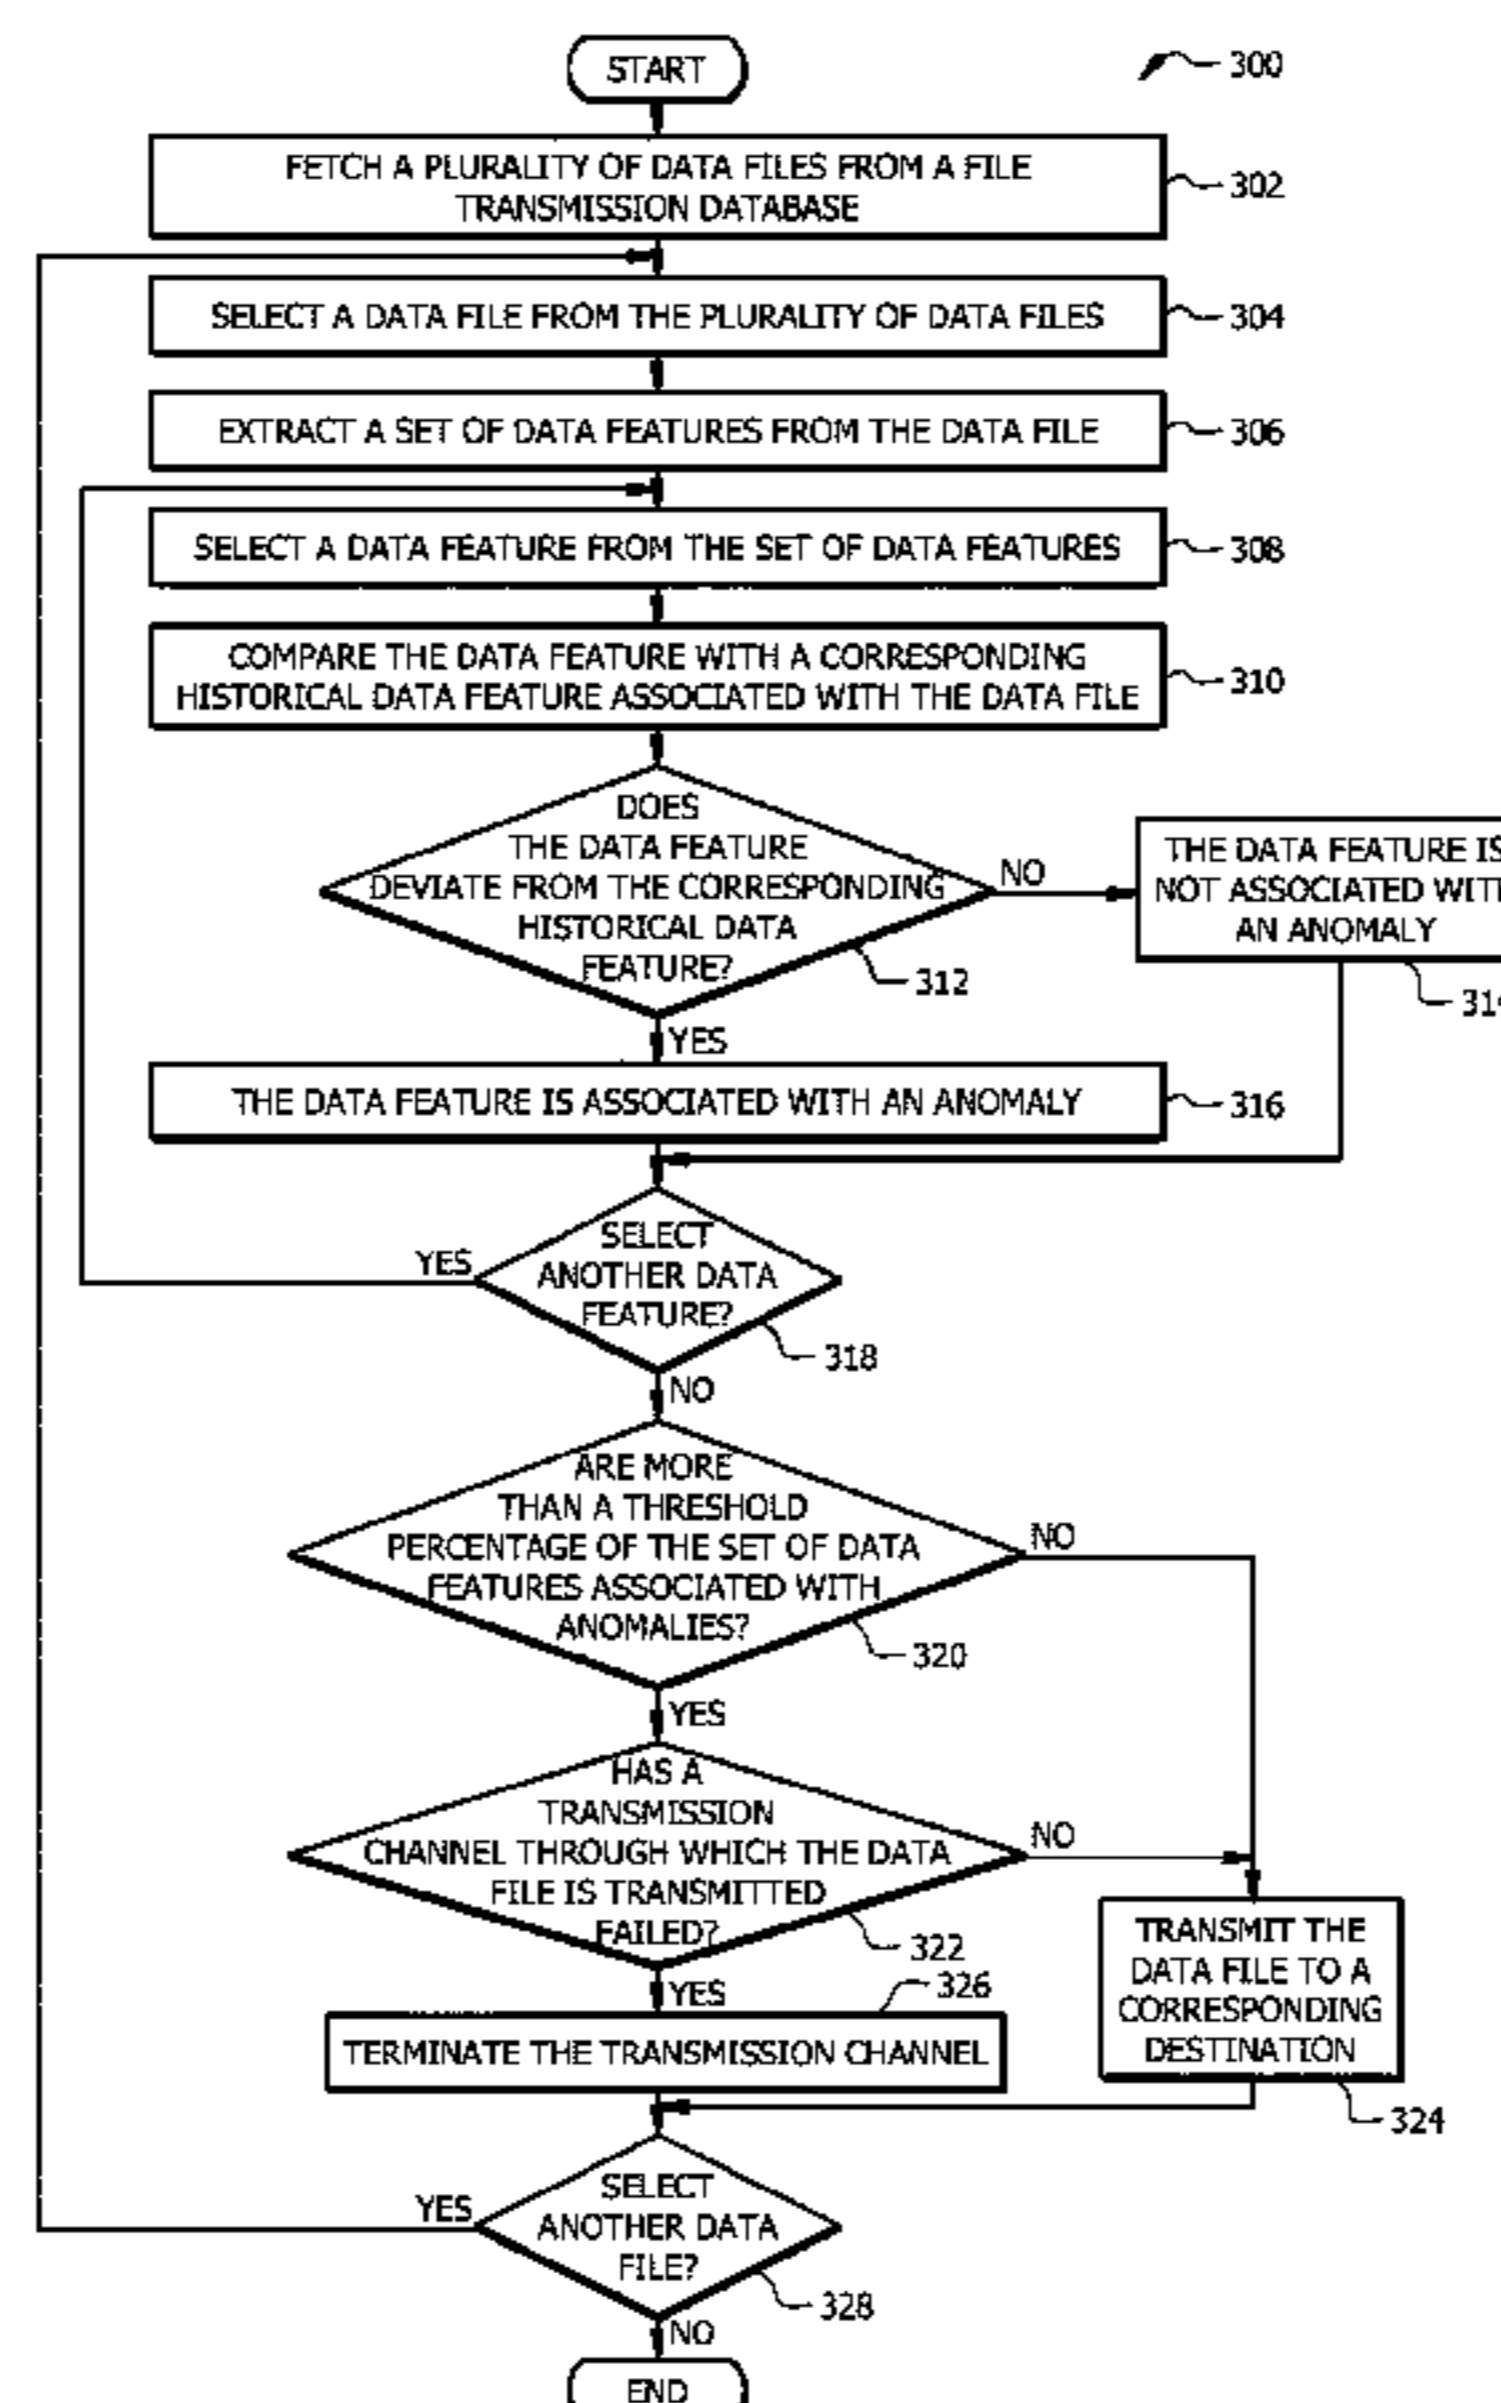 START
300
FETCH A PLURALITY OF DATA FILES FROM A FILE
TRANSMISSION DATABASE
302
SELECT A DATA FILE FROM THE PLURALITY OF DATA FILES
304
EXTRACT A SET OF DATA FEATURES FROM THE DATA FILE
306
SELECT A DATA FEATURE FROM THE SET OF DATA FEATURES
308
COMPARE THE DATA FEATURE WITH A CORRESPONDING
HISTORICAL DATA FEATURE ASSOCIATED WITH THE DATA FILE
310
DOES
THE DATA FEATURE
DEVIATE FROM THE CORRESPONDING
HISTORICAL DATA
FEATURE?
312
NO
THE DATA FEATURE IS
NOT ASSOCIATED WITH
AN ANOMALY
YES
THE DATA FEATURE IS ASSOCIATED WITH AN ANOMALY
316
SELECT
ANOTHER DATA
FEATURE?
YES
318
NO
ARE MORE
THAN A THRESHOLD
PERCENTAGE OF THE SET OF DATA
FEATURES ASSOCIATED WITH
ANOMALIES?
NO
320
YES
HAS A
TRANSMISSION
CHANNEL THROUGH WHICH THE DATA
FILE IS TRANSMITTED
FAILED?
NO
322
YES
326
TERMINATE THE TRANSMISSION CHANNEL
TRANSMIT THE
DATA FILE TO A
CORRESPONDING
DESTINATION
324
SELECT
ANOTHER DATA
FILE?
YES
328
NO
END